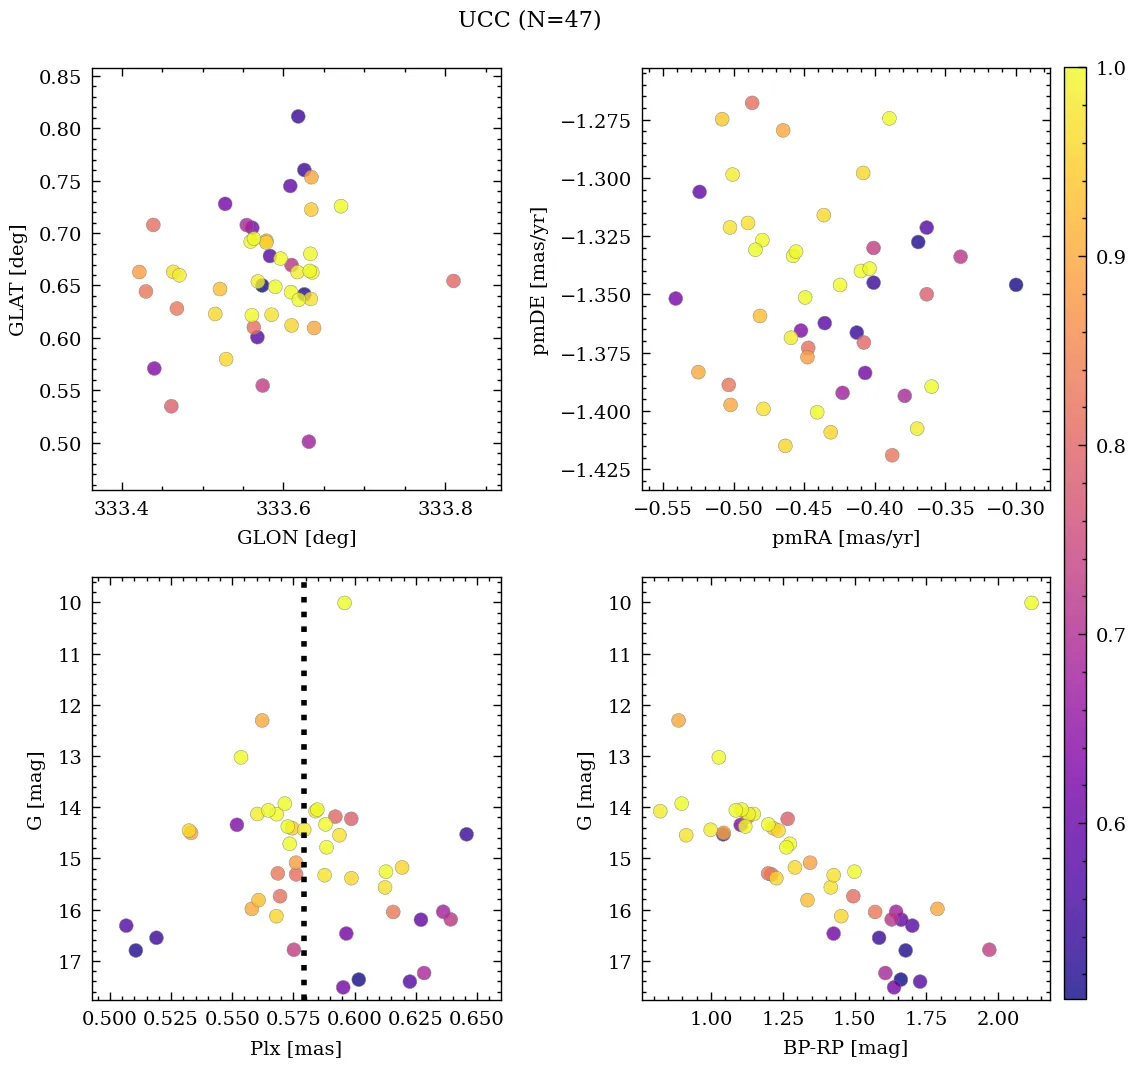 UCC (N=47)
0.85
0.80
0.75
0.70
0.65
0.60
0.55
0.50
GLAT [deg]
333.4 333.6 333.8
GLON [deg]
−1.275
−1.300
−1.325
−1.350
−1.375
−1.400
−1.425
pmDE [mas/yr]
−0.55 −0.50 −0.45 −0.40 −0.35 −0.30
pmRA [mas/yr]
10
11
12
13
14
15
16
17
G [mag]
0.500 0.525 0.550 0.575 0.600 0.625 0.650
Plx [mas]
10
11
12
13
14
15
16
17
G [mag]
1.00 1.25 1.50 1.75 2.00
BP-RP [mag]
1.0
0.9
0.8
0.7
0.6